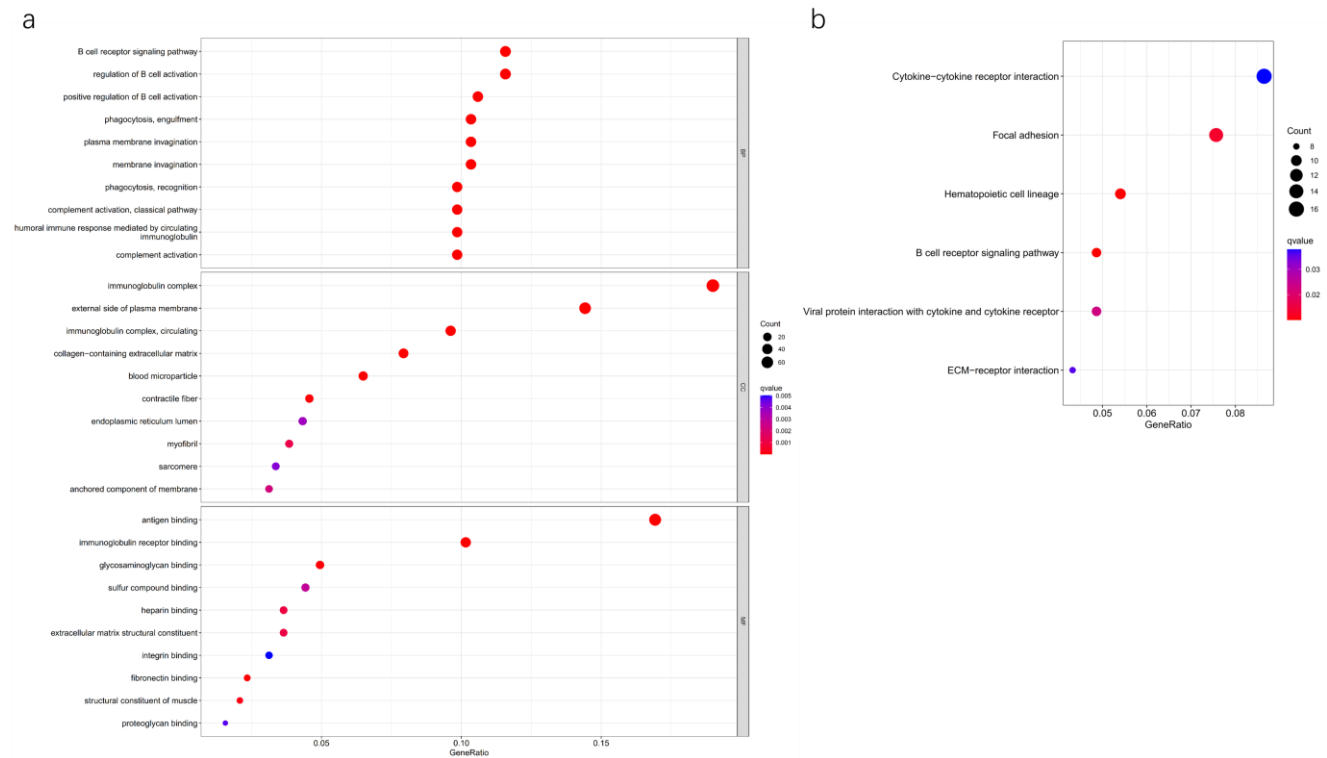 a
B cell receptor signaling pathway
regulation of B cell activation
positive regulation of B cell activation
phagocytosis, engulfment
plasma membrane invagination
membrane invagination
phagocytosis, recognition
complement activation, classical pathway
humoral immune response mediated by circulating
immunoglobulin
complement activation
BP
immunoglobulin complex
external side of plasma membrane
immunoglobulin complex, circulating
collagen−containing extracellular matrix
blood microparticle
contractile fiber
endoplasmic reticulum lumen
myofibril
sarcomere
anchored component of membrane
CC
antigen binding
immunoglobulin receptor binding
glycosaminoglycan binding
sulfur compound binding
heparin binding
extracellular matrix structural constituent
integrin binding
fibronectin binding
structural constituent of muscle
proteoglycan binding
MF
0.05 0.10 0.15
GeneRatio
Count
20
40
60
qvalue
0.005
0.004
0.003
0.002
0.001
b
Cytokine−cytokine receptor interaction
Focal adhesion
Hematopoietic cell lineage
B cell receptor signaling pathway
Viral protein interaction with cytokine and cytokine receptor
ECM−receptor interaction
0.05 0.06 0.07 0.08
GeneRatio
Count
8
10
12
14
16
qvalue
0.03
0.02